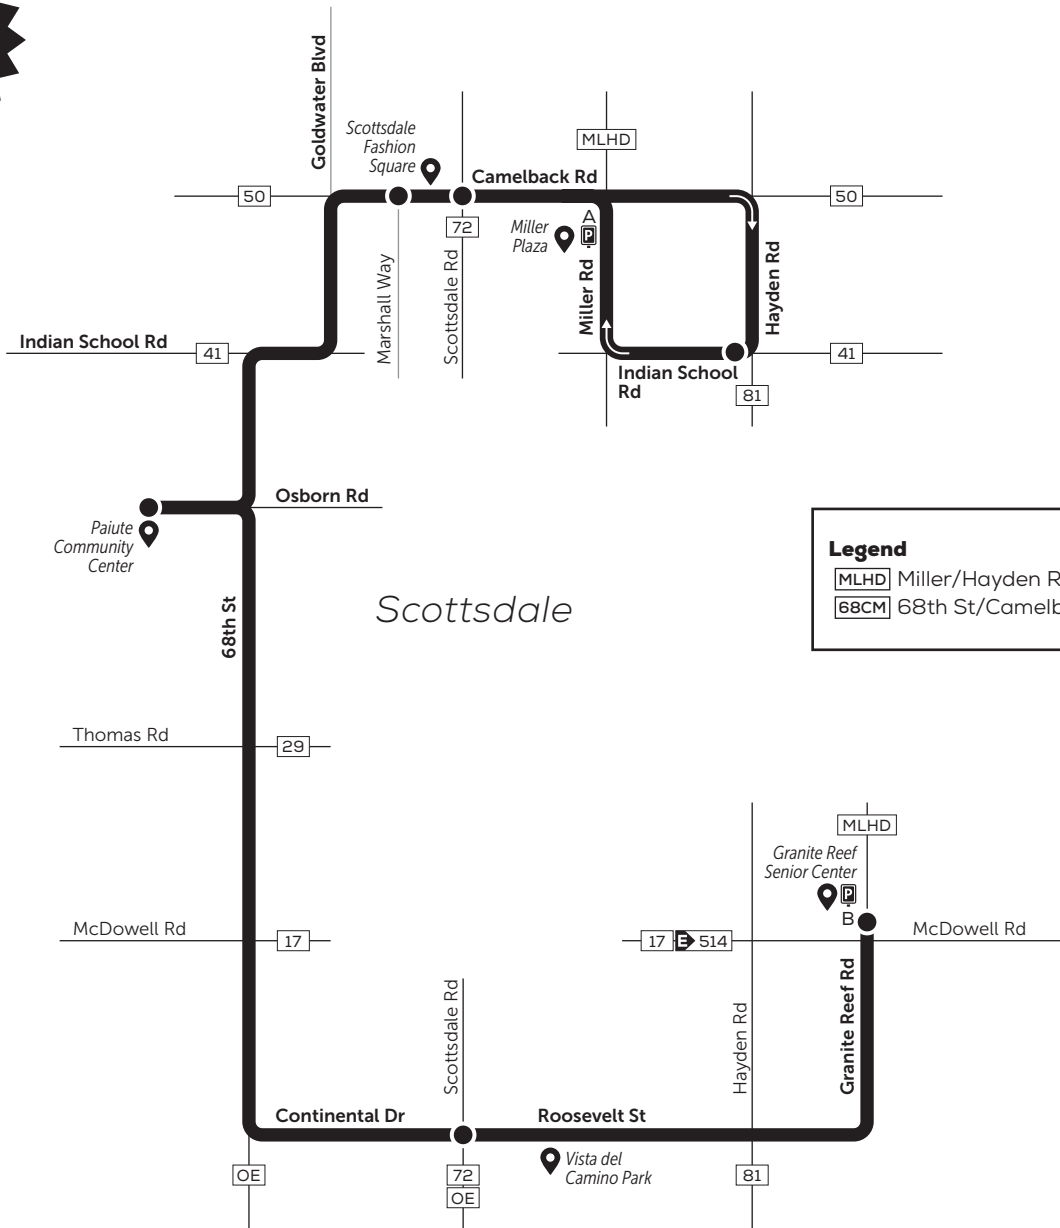 Goldwater Blvd
Scottsdale
Fashion
Square
MLHD
Camelback Rd
50
50
72
A
P
Miller
Plaza
Marshall Way
Scottsdale Rd
Miller Rd
Hayden Rd
Indian School Rd
41
41
Indian School
Rd
81
Osborn Rd
Paiute
Community
Center
Legend
MLHD Miller/Hayden R
68CM 68th St/Camelb
Scottsdale
68th St
Thomas Rd
29
MLHD
Granite Reef
Senior Center
P
B
McDowell Rd
17
17 E 514
McDowell Rd
Scottsdale Rd
Hayden Rd
Granite Reef Rd
Continental Dr
Roosevelt St
Vista del
Camino Park
OE
72
OE
81